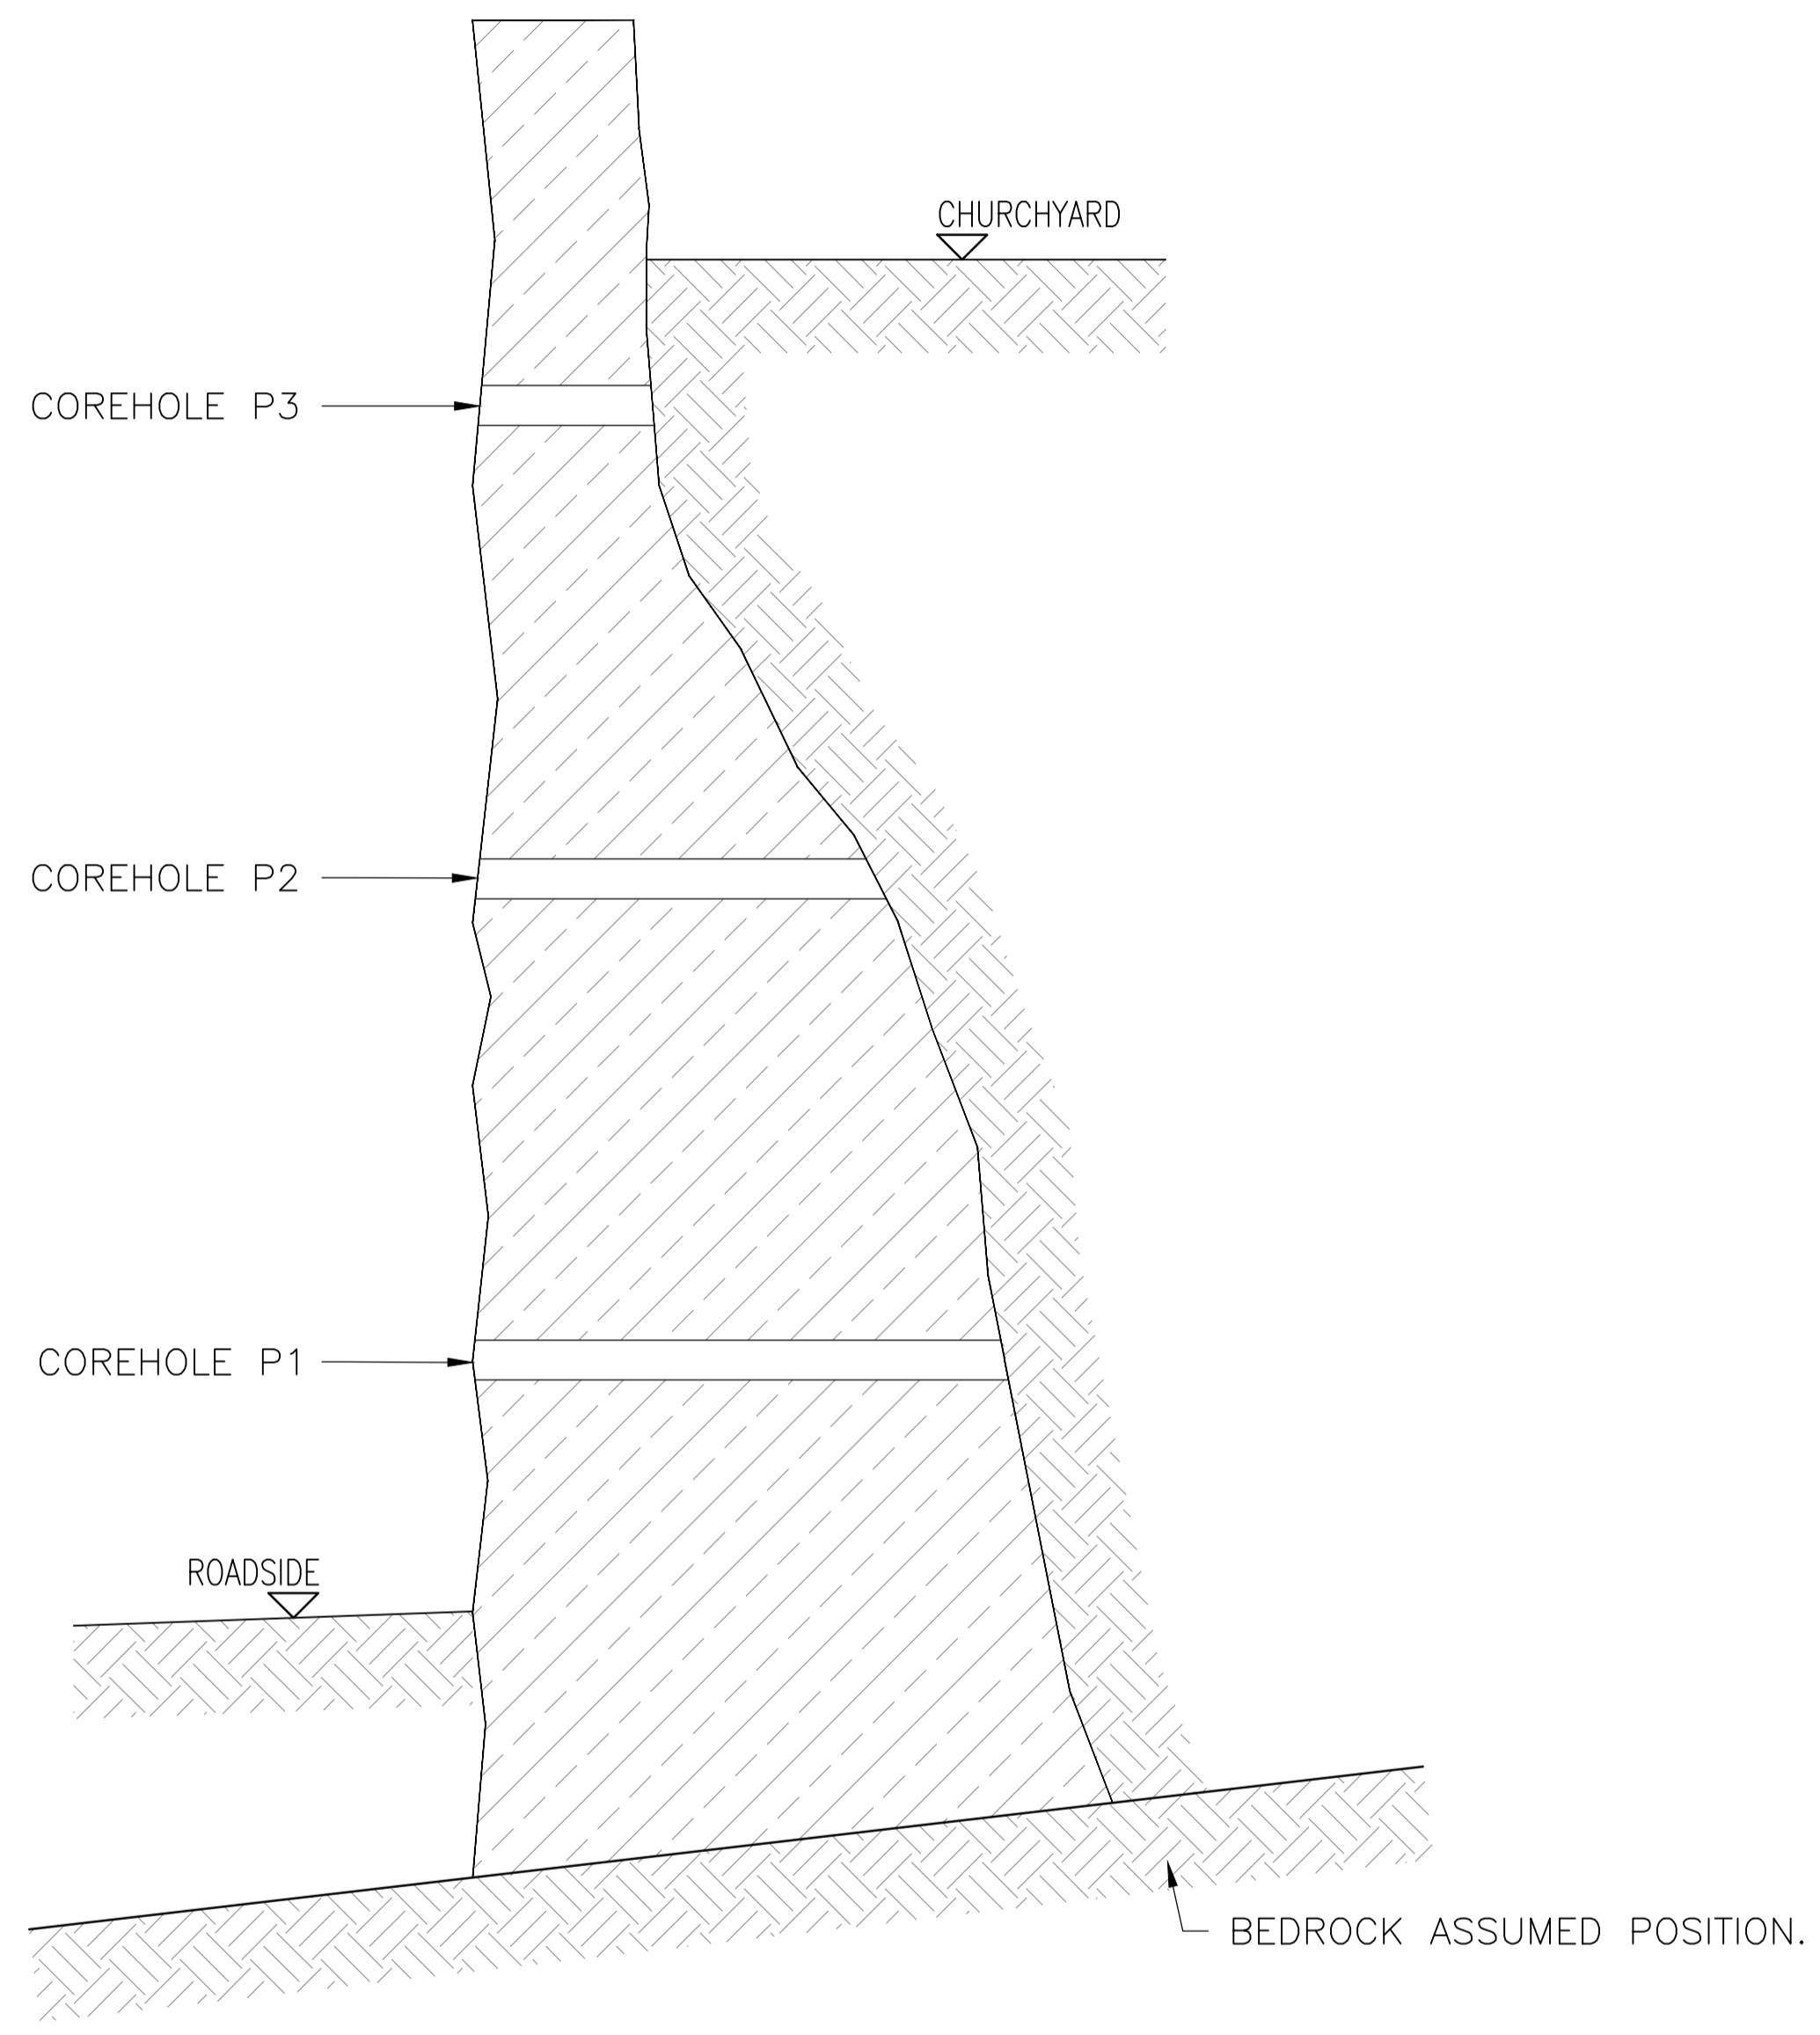 CHURCHYARD
COREHOLE P3
COREHOLE P2
COREHOLE P1
ROADSIDE
BEDROCK ASSUMED POSITION.